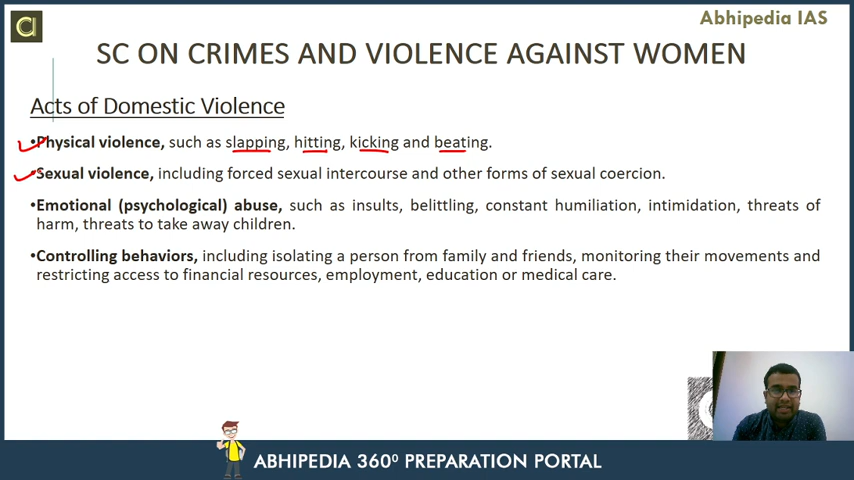 Abhipedia IAS
SC ON CRIMES AND VIOLENCE AGAINST WOMEN
Acts of Domestic Violence
•Physical violence, such as slapping, hitting, kicking and beating.
•Sexual violence, including forced sexual intercourse and other forms of sexual coercion.
•Emotional (psychological) abuse, such as insults, belittling, constant humiliation, intimidation, threats of
harm, threats to take away children.
•Controlling behaviors, including isolating a person from family and friends, monitoring their movements and
restricting access to financial resources, employment, education or medical care.
ABHIPEDIA 360⁰ PREPARATION PORTAL